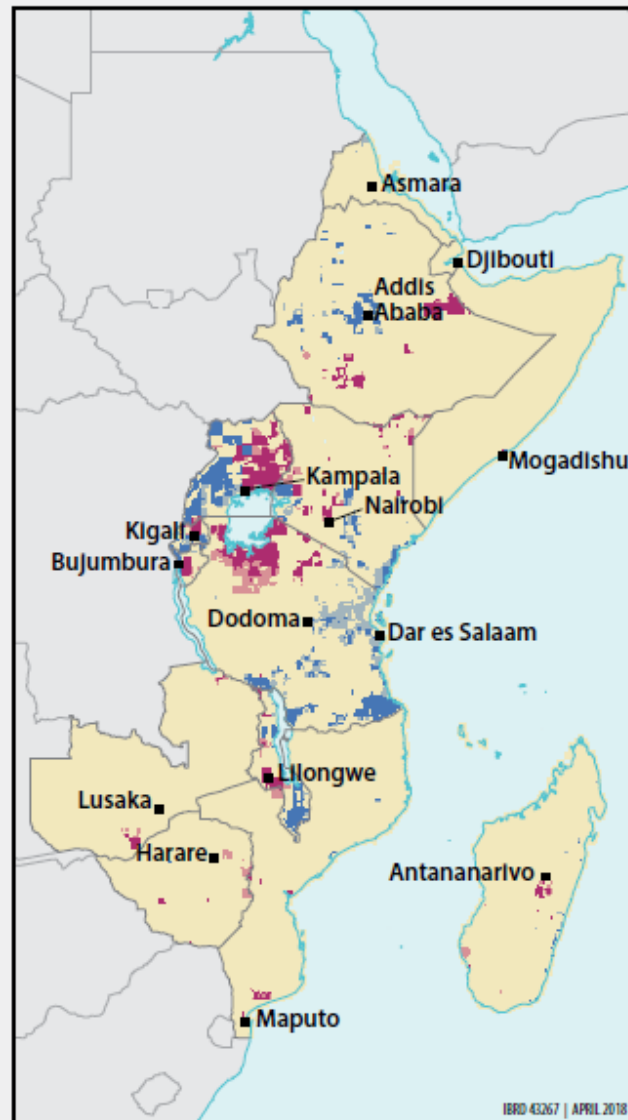 Asmara
Djibouti
Addis
Ababa
Mogadishu
Kampala
Nairobi
Kigali
Bujumbura
Dodoma
Dar es Salaam
Lilongwe
Lusaka
Harare
Antananarivo
Maputo
IBRD 43267 | APRIL 2018